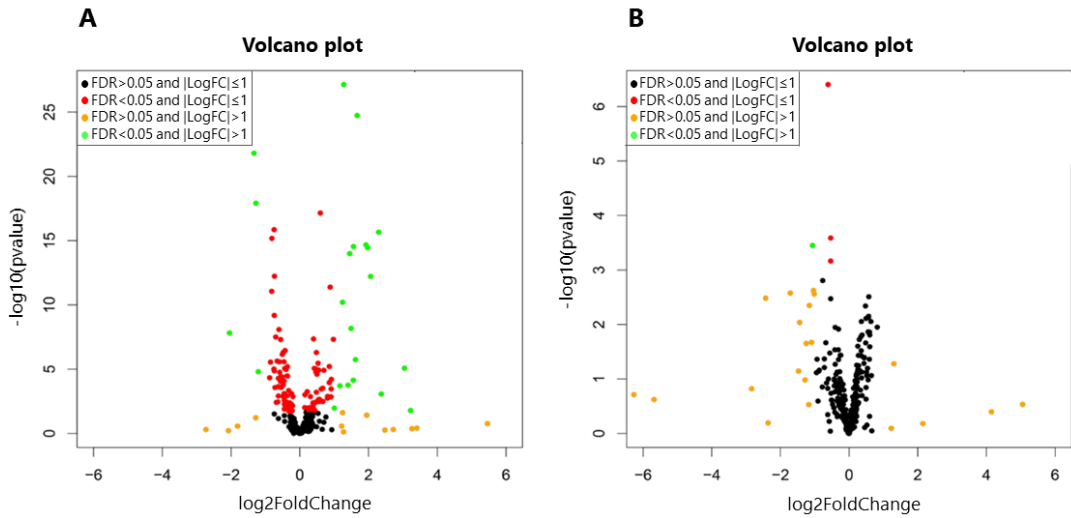 A
Volcano plot
FDR>0.05 and |LogFC|≤1
FDR<0.05 and |LogFC|≤1
FDR>0.05 and |LogFC|>1
FDR<0.05 and |LogFC|>1
25
20
15
10
5
0
-log10(pvalue)
−6 −4 −2 0 2 4 6
log2FoldChange
B
Volcano plot
FDR>0.05 and |LogFC|≤1
FDR<0.05 and |LogFC|≤1
FDR>0.05 and |LogFC|>1
FDR<0.05 and |LogFC|>1
6
5
4
3
2
1
0
-log10(pvalue)
−6 −4 −2 0 2 4 6
log2FoldChange